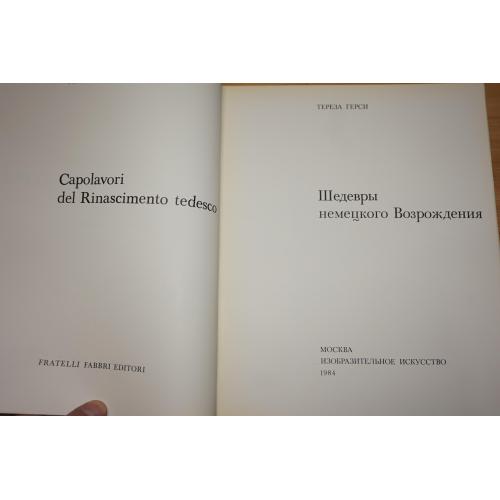 Capolavori
del Rinascimento tedesco
FRATELLI FABBRI EDITORI
ТЕРЕЗА ГЕРСИ
Шедевры
немецкого Возрождения
МОСКВА
ИЗОБРАЗИТЕЛЬНОЕ ИСКУССТВО
1984